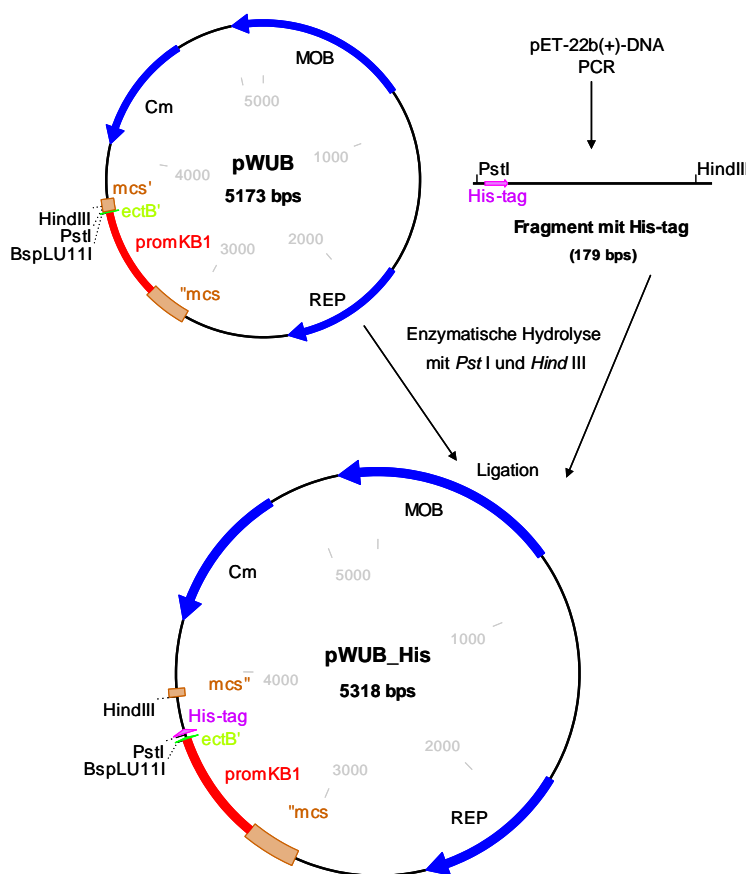 MOB
5000
Cm
1000
pWUB
5173 bps
4000
mcs'
HindIII
ectB'
PstI
BspLU11I
promKB1
3000
2000
"mcs
REP
pET-22b(+)-DNA
PCR
PstI
HindIII
His-tag
Fragment mit His-tag
(179 bps)
Enzymatische Hydrolyse
mit Pst I und Hind III
Ligation
MOB
5000
Cm
1000
pWUB_His
5318 bps
4000
mcs"
HindIII
His-tag
ectB'
PstI
BspLU11I
promKB1
3000
2000
"mcs
REP